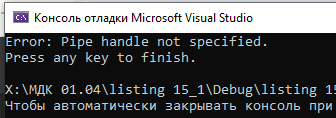 Консоль отладки Microsoft Visual Studio
Error: Pipe handle not specified.
Press any key to finish.
X:\МДК 01.04\listing 15_1\Debug\listing 15
Чтобы автоматически закрывать консоль при